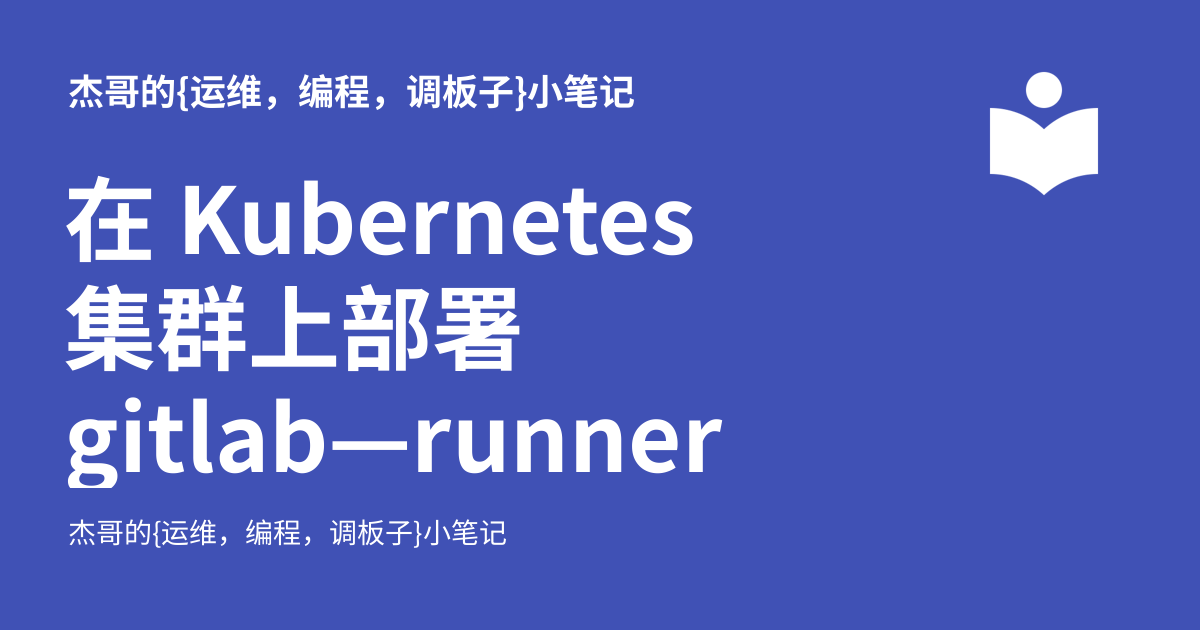 杰哥的{运维，编程，调板子}小笔记
在 Kubernetes
集群上部署
gitlab—runner
杰哥的{运维，编程，调板子}小笔记